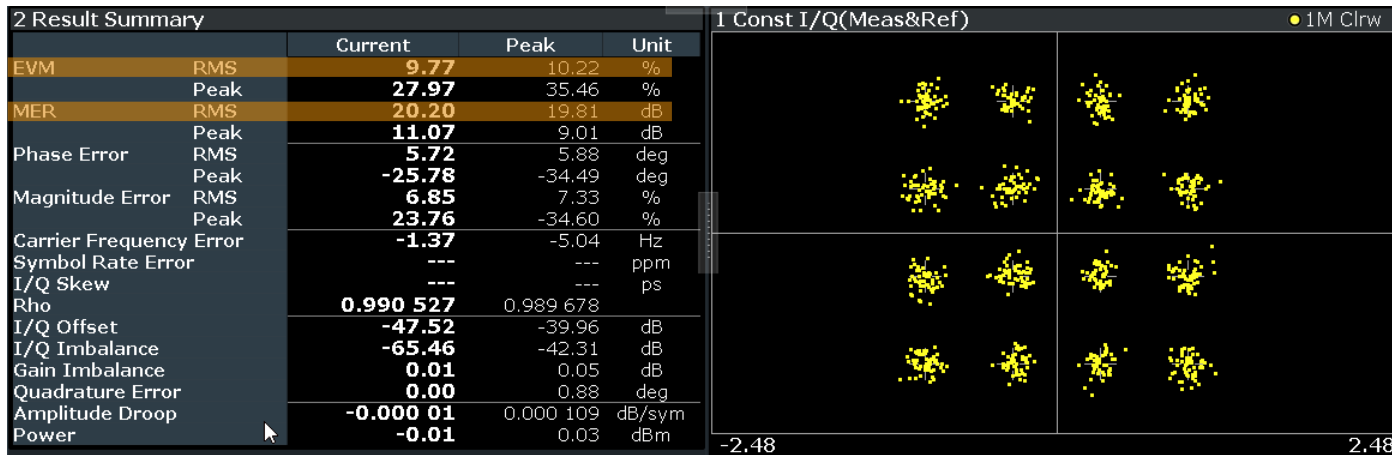 2 Result Summary
Current Peak Unit
EVM RMS 9.77 10.22 %
Peak 27.97 35.46 %
MER RMS 20.20 19.81 dB
Peak 11.07 9.01 dB
Phase Error RMS 5.72 5.88 deg
Peak -25.78 -34.49 deg
Magnitude Error RMS 6.85 7.33 %
Peak 23.76 -34.60 %
Carrier Frequency Error -1.37 -5.04 Hz
Symbol Rate Error --- --- ppm
I/Q Skew --- --- ps
Rho 0.990 527 0.989 678
I/Q Offset -47.52 -39.96 dB
I/Q Imbalance -65.46 -42.31 dB
Gain Imbalance 0.01 0.05 dB
Quadrature Error 0.00 0.88 deg
Amplitude Droop -0.000 01 0.000 109 dB/sym
Power -0.01 0.03 dBm
1 Const I/Q(Meas&Ref) 1M Clrw
-2.48 2.48